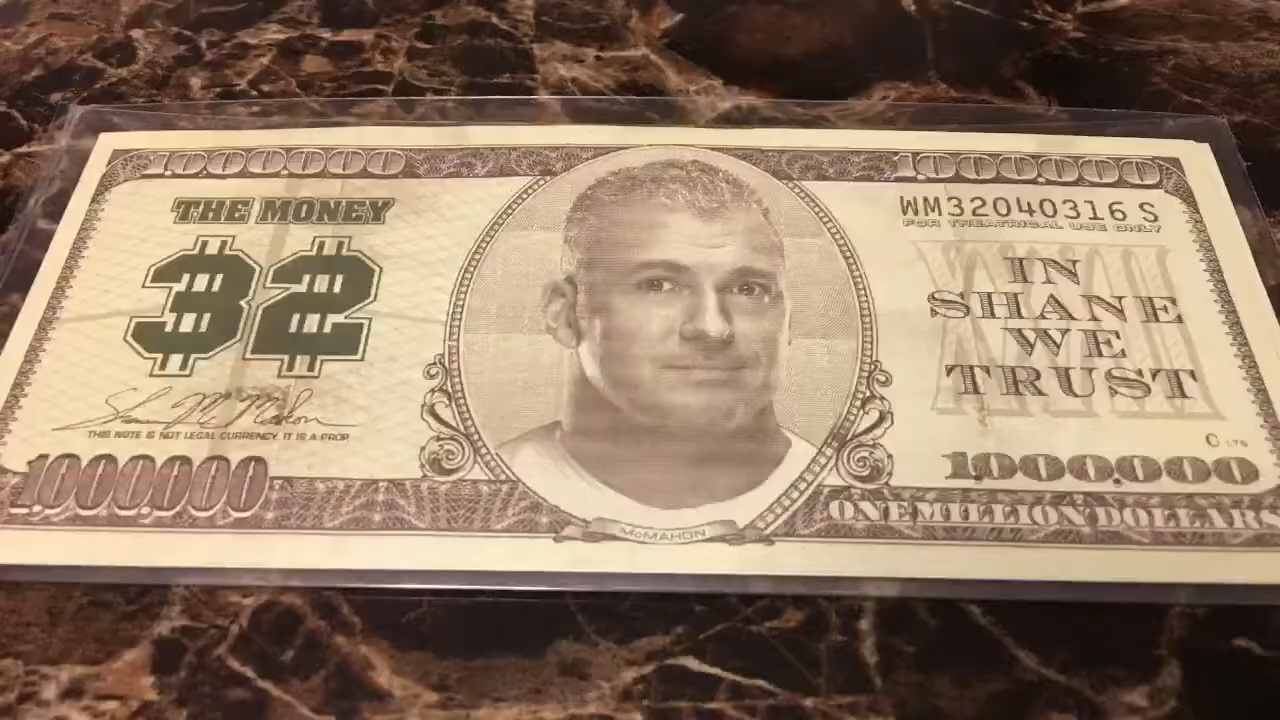 1.000.000
1.000.000
THE MONEY
32
WM32040316 S
FOR THEATRICAL USE ONLY
IN
SHANE
WE
TRUST
THIS NOTE IS NOT LEGAL CURRENCY. IT IS A PROP
C
1.000.000
1.000.000
ONE MILLION DOLLARS
McMAHON